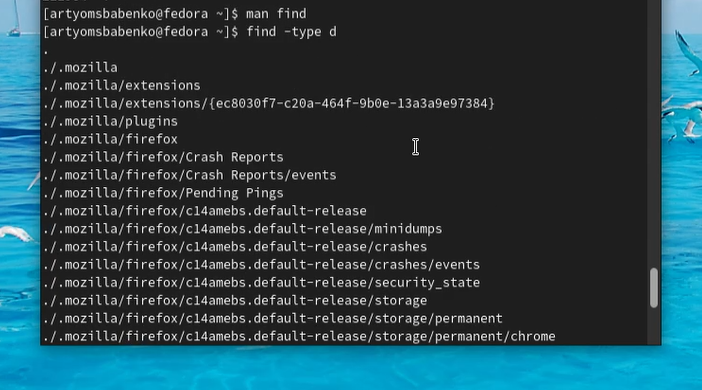 [artyomsbabenko@fedora ~]$ man find
[artyomsbabenko@fedora ~]$ find -type d
.
./.mozilla
./.mozilla/extensions
./.mozilla/extensions/{ec8030f7-c20a-464f-9b0e-13a3a9e97384}
./.mozilla/plugins
./.mozilla/firefox
./.mozilla/firefox/Crash Reports
./.mozilla/firefox/Crash Reports/events
./.mozilla/firefox/Pending Pings
./.mozilla/firefox/c14amebs.default-release
./.mozilla/firefox/c14amebs.default-release/minidumps
./.mozilla/firefox/c14amebs.default-release/crashes
./.mozilla/firefox/c14amebs.default-release/crashes/events
./.mozilla/firefox/c14amebs.default-release/security_state
./.mozilla/firefox/c14amebs.default-release/storage
./.mozilla/firefox/c14amebs.default-release/storage/permanent
./.mozilla/firefox/c14amebs.default-release/storage/permanent/chrome